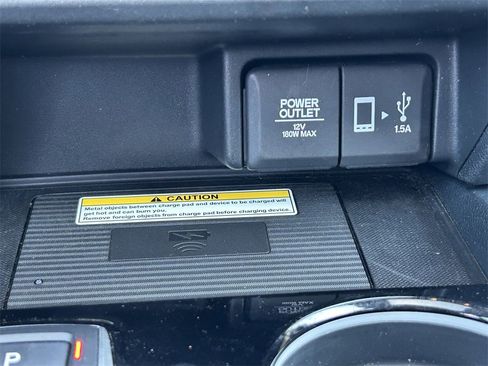 POWER
OUTLET
12V
180W MAX
1.5A
CAUTION
Metal objects between charge pad and device to be charged will
get hot and can burn you.
Remove foreign objects from charge pad before charging device.
P